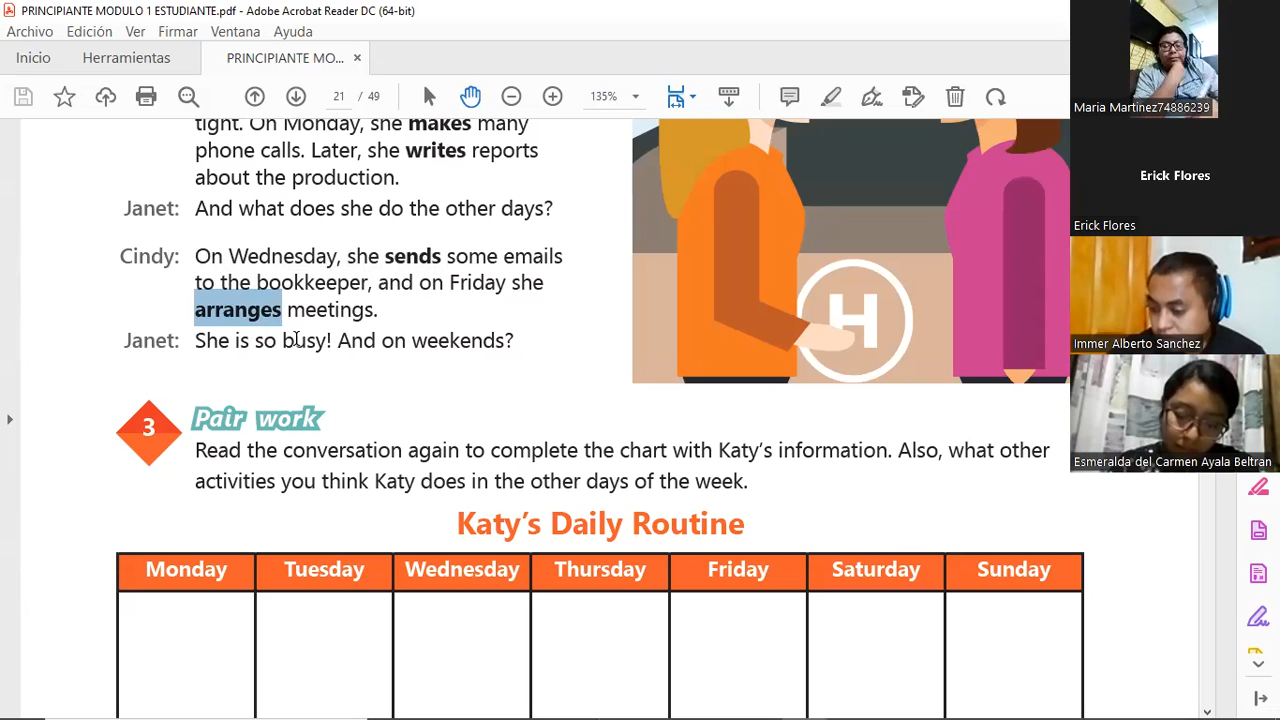 PRINCIPIANTE MODULO 1 ESTUDIANTE.pdf - Adobe Acrobat Reader DC (64-bit)
Archivo Edición Ver Firmar Ventana Ayuda
Inicio Herramientas PRINCIPIANTE MO... ×
21 / 49 135%
tight. On Monday, she makes many
phone calls. Later, she writes reports
about the production.
Janet: And what does she do the other days?
Cindy: On Wednesday, she sends some emails
to the bookkeeper, and on Friday she
arranges meetings.
Janet: She is so busy! And on weekends?
H
3 Pair work
Read the conversation again to complete the chart with Katy's information. Also, what other
activities you think Katy does in the other days of the week.
Katy's Daily Routine
Monday Tuesday Wednesday Thursday Friday Saturday Sunday
Maria Martinez74886239
Erick Flores
Erick Flores
Immer Alberto Sanchez
Esmeralda del Carmen Ayala Beltran